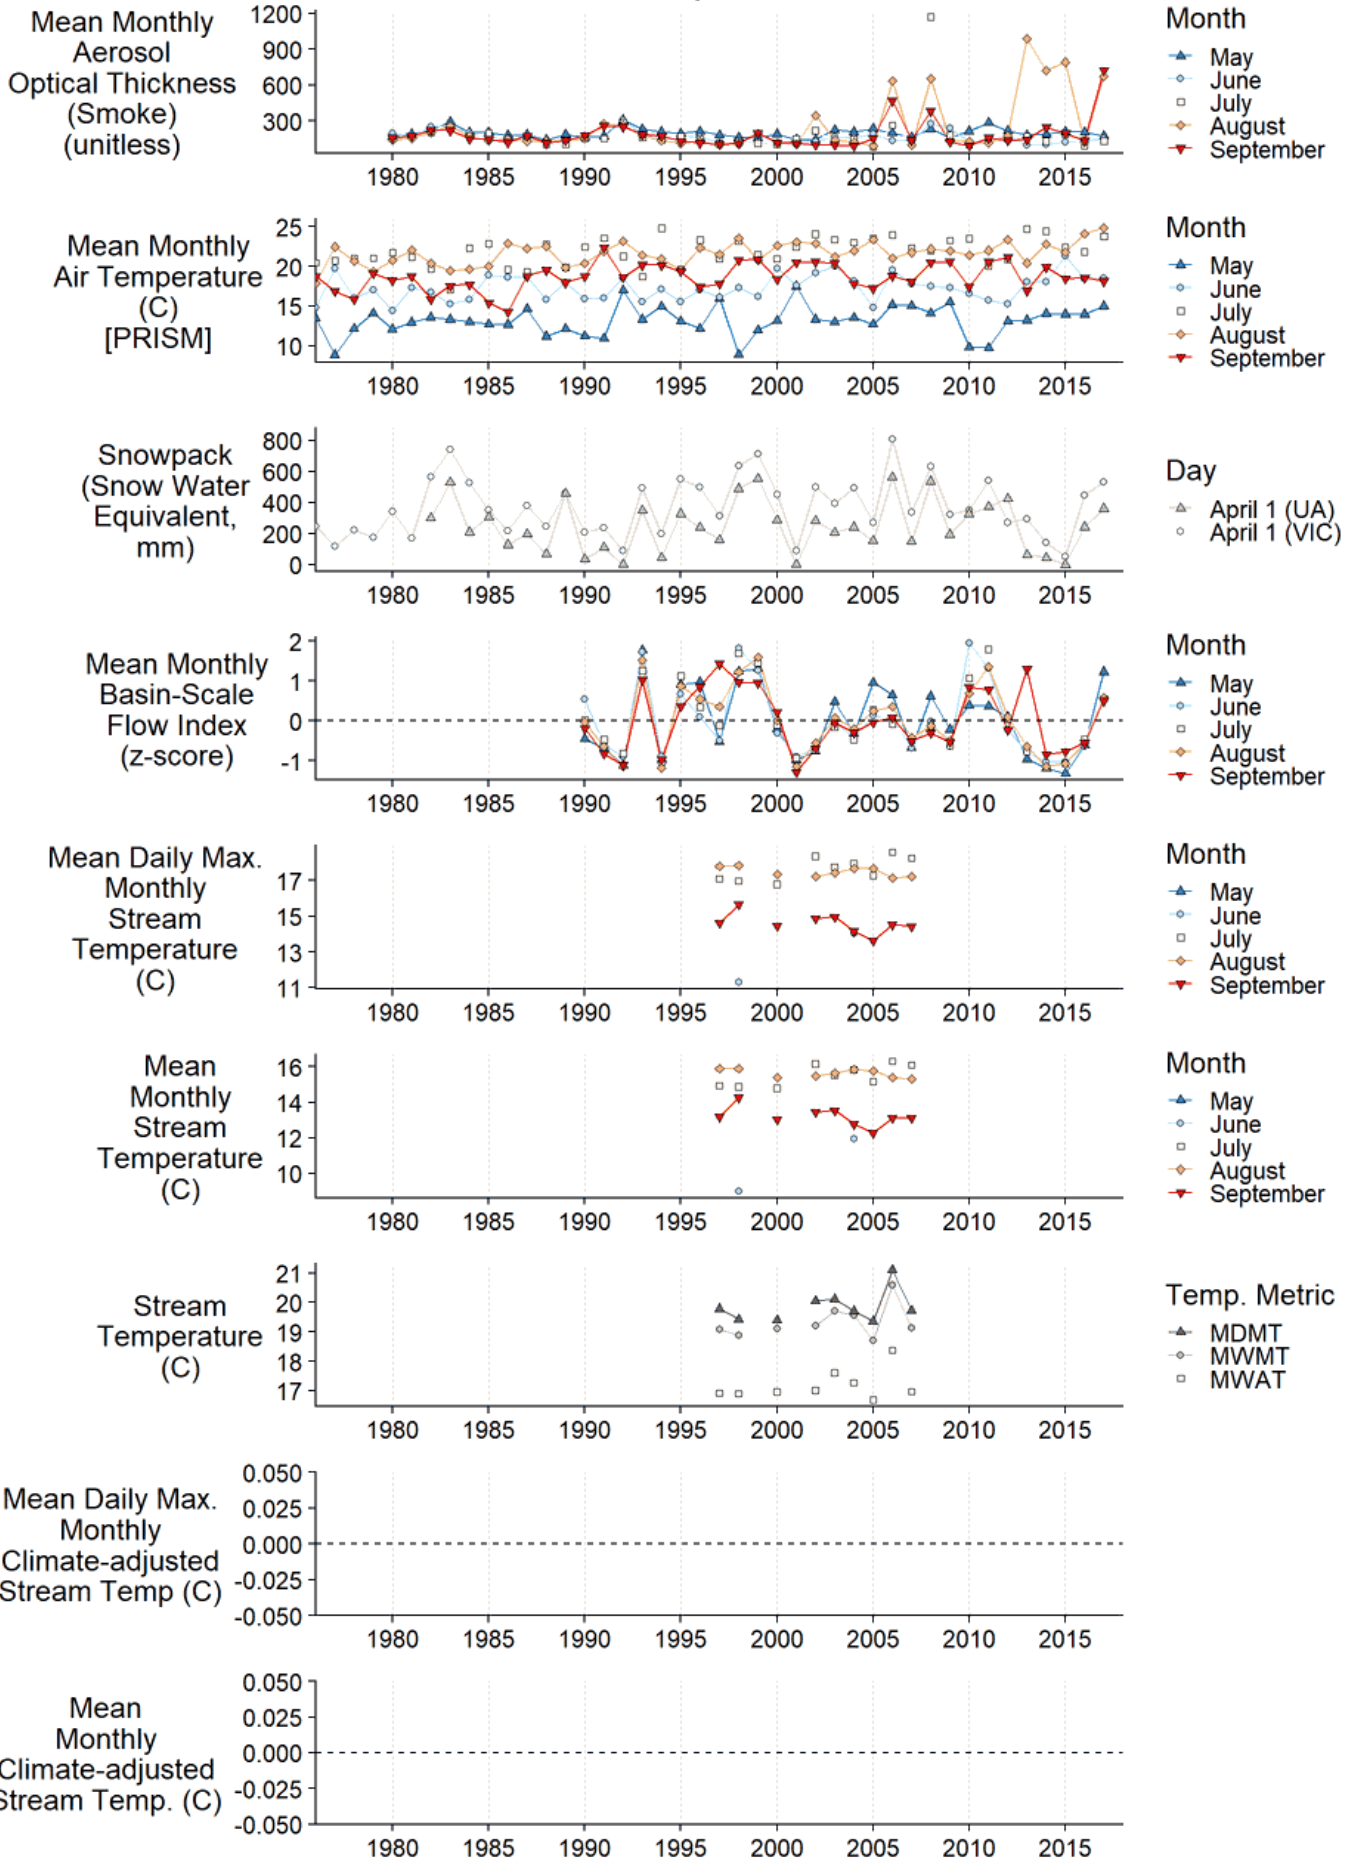 Mean Monthly
Aerosol
Optical Thickness
(Smoke)
(unitless)
1200
900
600
300
1980 1985 1990 1995 2000 2005 2010 2015
Month
May
June
July
August
September
Mean Monthly
Air Temperature
(C)
[PRISM]
25
20
15
10
1980 1985 1990 1995 2000 2005 2010 2015
Month
May
June
July
August
September
Snowpack
(Snow Water
Equivalent,
mm)
800
600
400
200
0
1980 1985 1990 1995 2000 2005 2010 2015
Day
April 1 (UA)
April 1 (VIC)
Mean Monthly
Basin-Scale
Flow Index
(z-score)
2
1
0
-1
1980 1985 1990 1995 2000 2005 2010 2015
Month
May
June
July
August
September
Mean Daily Max.
Monthly
Stream
Temperature
(C)
17
15
13
11
1980 1985 1990 1995 2000 2005 2010 2015
Month
May
June
July
August
September
Mean
Monthly
Stream
Temperature
(C)
16
14
12
10
1980 1985 1990 1995 2000 2005 2010 2015
Month
May
June
July
August
September
Stream
Temperature
(C)
21
20
19
18
17
1980 1985 1990 1995 2000 2005 2010 2015
Temp. Metric
MDMT
MWMT
MWAT
Mean Daily Max.
Monthly
Climate-adjusted
Stream Temp (C)
0.050
0.025
0.000
-0.025
-0.050
1980 1985 1990 1995 2000 2005 2010 2015
Mean
Monthly
Climate-adjusted
Stream Temp. (C)
0.050
0.025
0.000
-0.025
-0.050
1980 1985 1990 1995 2000 2005 2010 2015